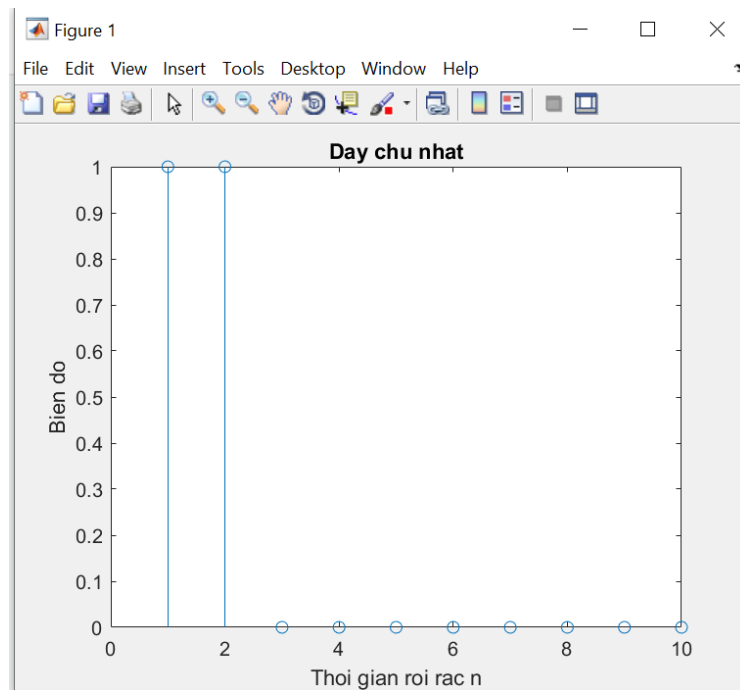 Figure 1
File Edit View Insert Tools Desktop Window Help
Day chu nhat
1
0.9
0.8
0.7
0.6
0.5
0.4
0.3
0.2
0.1
0
Bien do
0 2 4 6 8 10
Thoi gian roi rac n